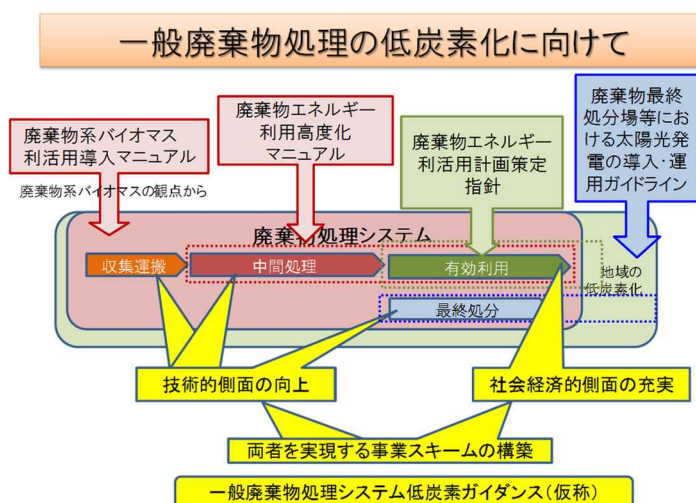 一般廃棄物処理の低炭素化に向けて
廃棄物系バイオマス
利活用導入マニュアル
廃棄物エネルギー
利用高度化
マニュアル
廃棄物エネルギー
利活用計画策定
指針
廃棄物最終
処分場等にお
ける太陽光発
電の導入・運
用ガイドライン
廃棄物系バイオマスの観点から
廃棄物処理システム
収集運搬
中間処理
有効利用
地域の
低炭素化
最終処分
技術的側面の向上
社会経済的側面の充実
両者を実現する事業スキームの構築
一般廃棄物処理システム低炭素ガイダンス(仮称)